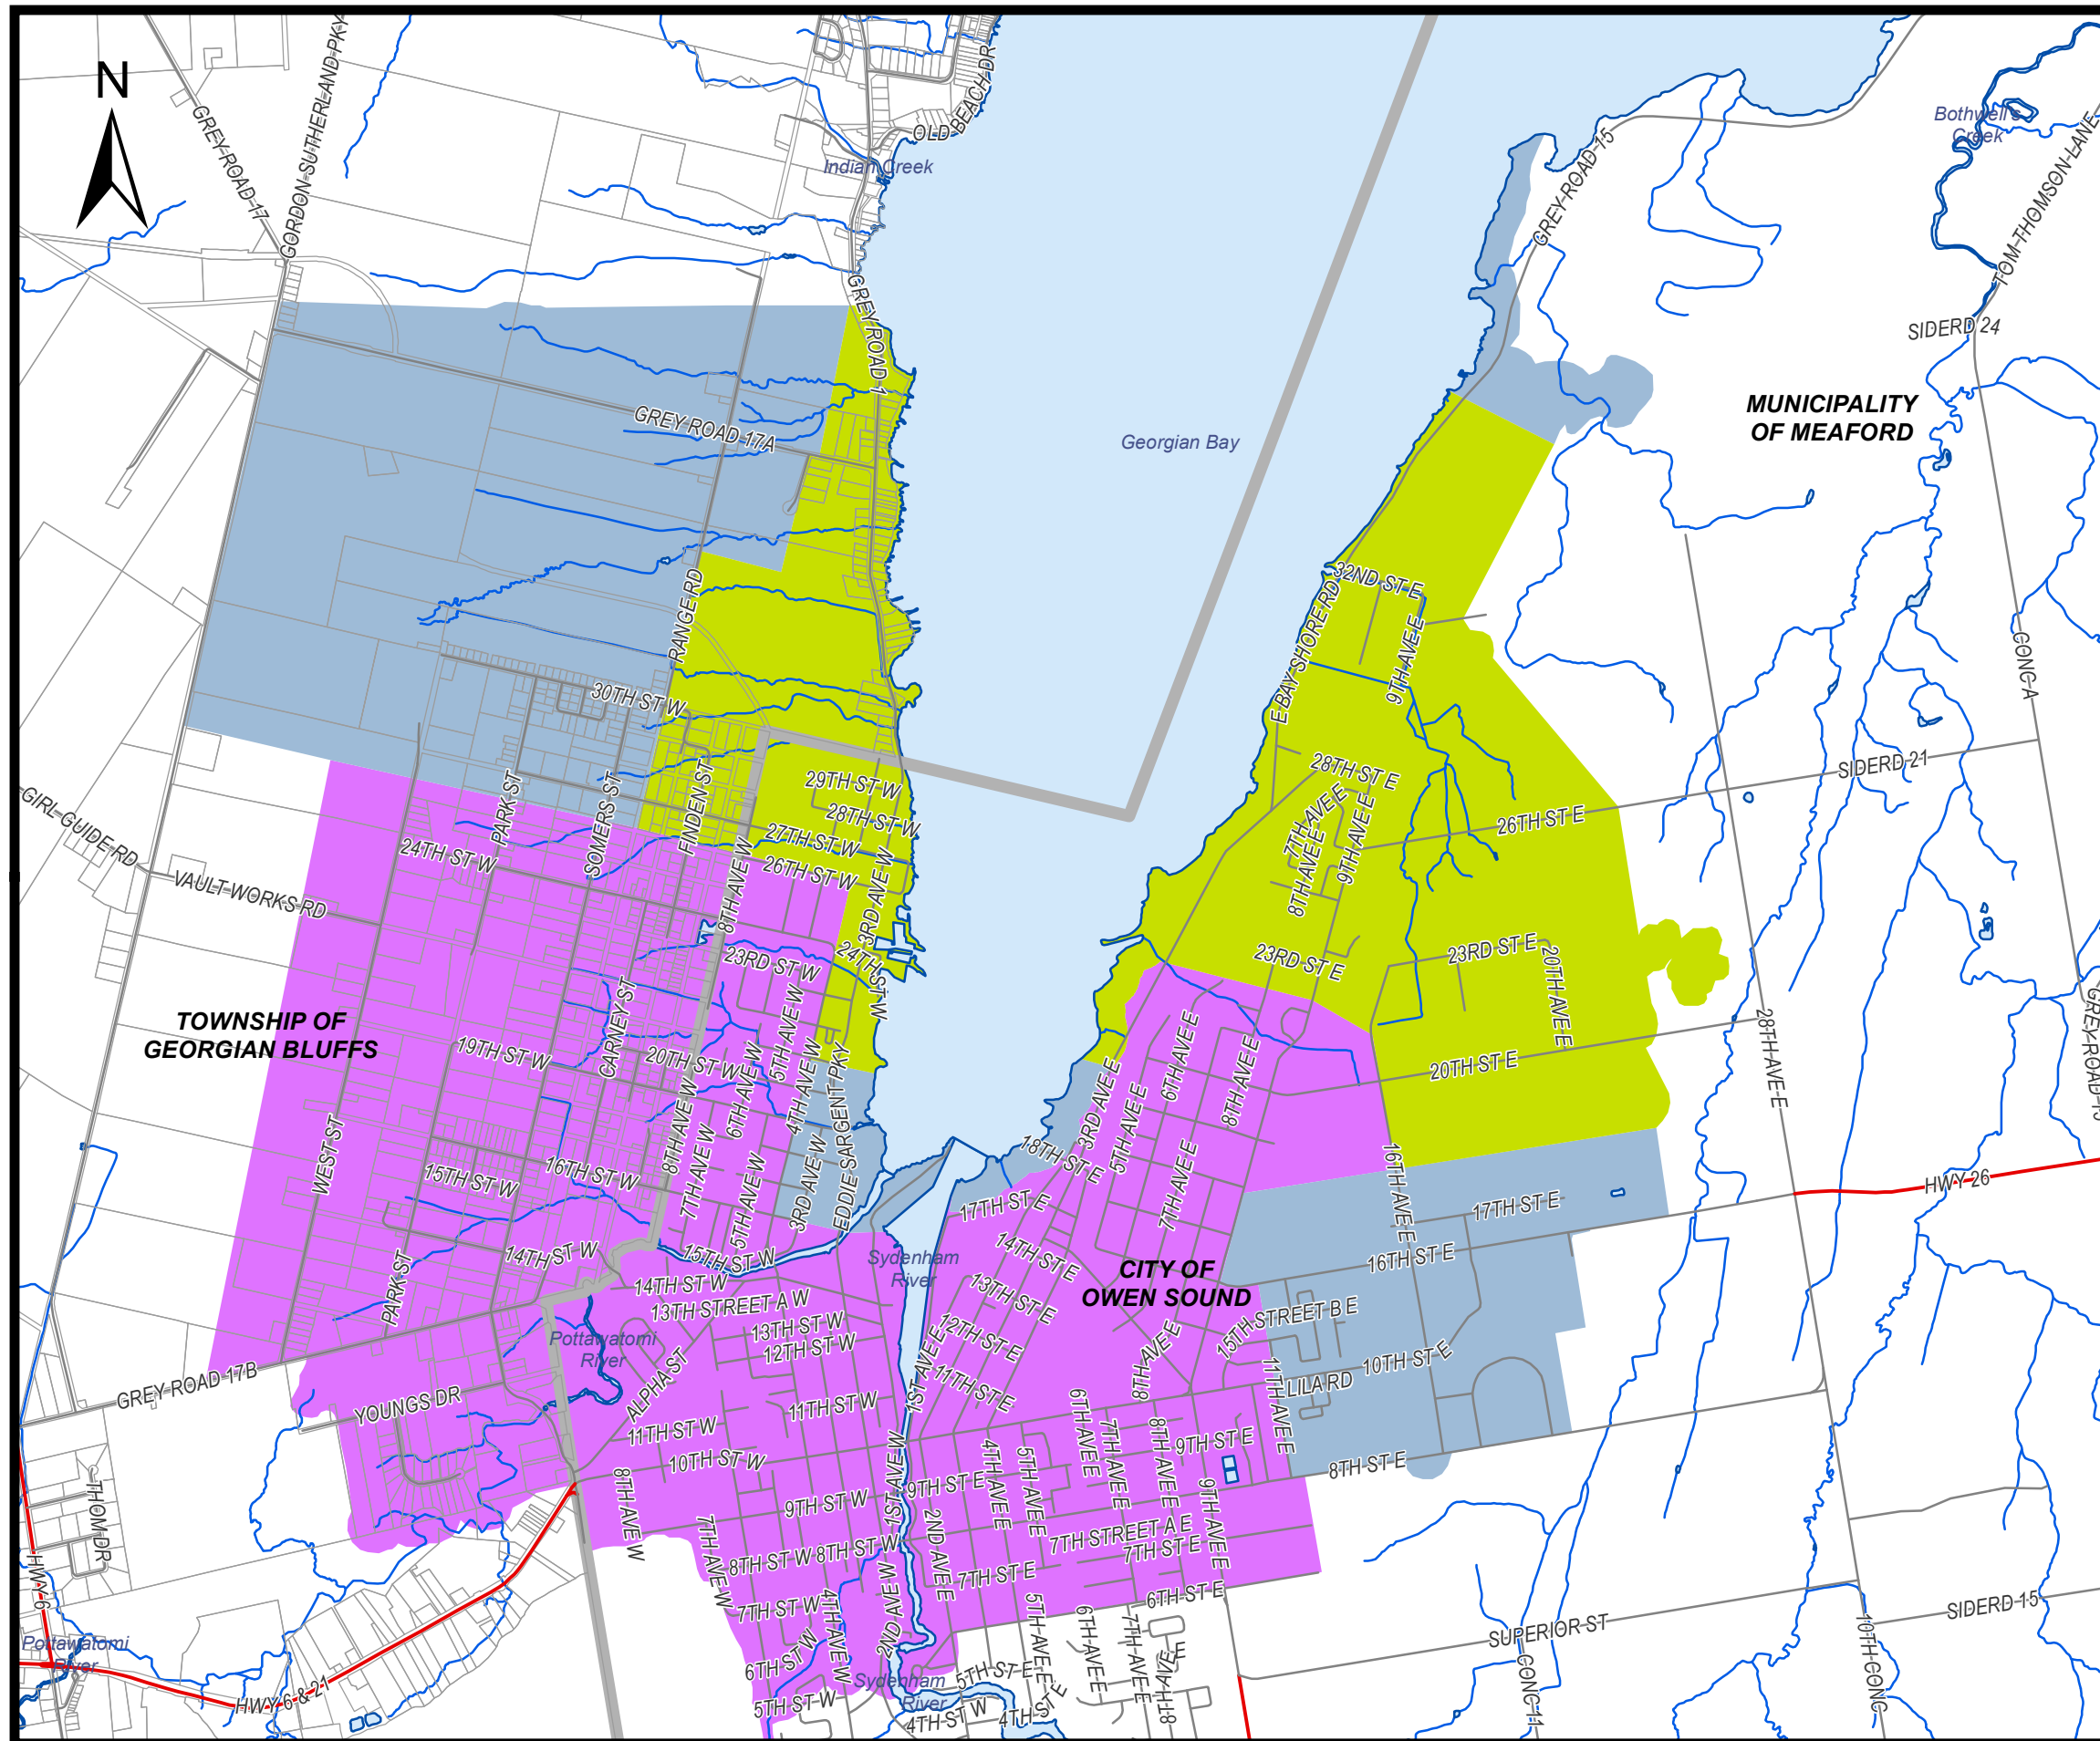 N
GREY ROAD 17
GORDON SUTHERLAND PKY
OLD BEACH DR
Indian Creek
GREY ROAD 1
GREY ROAD 15
Bothwell's
Creek
TOM THOMSON LANE
SIDERD 24
MUNICIPALITY
OF MEAFORD
Georgian Bay
GREY ROAD 17A
RANGE RD
30TH ST W
32ND ST E
E BAY SHORE RD
9TH AVE E
CONC A
SIDERD 21
28TH ST E
26TH ST E
7TH AVE E
8TH AVE E
9TH AVE E
29TH ST W
28TH ST W
27TH ST W
26TH ST W
3RD AVE W
24TH ST W
GIRL GUIDE RD
VAULT WORKS RD
24TH ST W
PARK ST
SOMERS ST
FINDEN ST
8TH AVE W
23RD ST W
23RD ST E
23RD ST E
20TH AVE E
28TH AVE E
20TH ST E
GREY ROAD 15
TOWNSHIP OF
GEORGIAN BLUFFS
19TH ST W
CARNEY ST
20TH ST W
5TH AVE W
6TH AVE W
4TH AVE W
EDDIE SARGENT PKY
3RD AVE W
8TH AVE W
7TH AVE W
5TH AVE W
WEST ST
15TH ST W
16TH ST W
PARK ST
14TH ST W
15TH ST W
14TH ST W
13TH STREET A W
13TH ST W
12TH ST W
6TH AVE E
8TH AVE E
3RD AVE E
5TH AVE E
7TH AVE E
18TH ST E
17TH ST E
14TH ST E
13TH ST E
12TH ST E
11TH ST E
1ST AVE E
Sydenham
River
CITY OF
OWEN SOUND
16TH AVE E
17TH ST E
16TH ST E
HWY 26
15TH STREET B E
10TH ST E
LILA RD
11TH AVE E
8TH AVE E
Pottawatomi
River
ALPHA ST
GREY ROAD 17B
YOUNGS DR
11TH ST W
11TH ST W
10TH ST W
9TH ST W
8TH ST W
8TH ST W
8TH AVE W
7TH AVE W
7TH ST W
6TH ST W
5TH ST W
4TH AVE W
2ND AVE W
1ST AVE W
9TH ST E
2ND AVE E
4TH AVE E
5TH AVE E
6TH AVE E
7TH AVE E
8TH AVE E
9TH ST E
9TH AVE E
8TH ST E
7TH STREET A E
7TH ST E
7TH ST E
6TH ST E
5TH AVE E
6TH AVE E
7TH AVE E
8TH AVE E
5TH ST E
4TH ST W
4TH ST E
Sydenham
River
THOM DR
HWY 6
Pottawatomi
River
HWY 6 & 21
SUPERIOR ST
SIDERD 15
CONC 11
10TH CONC